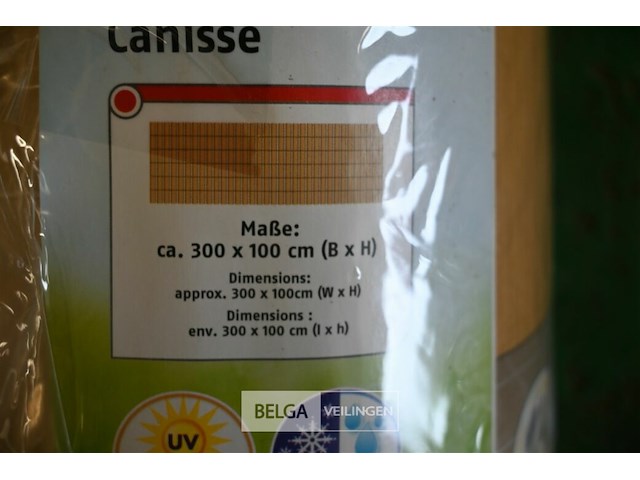 Canisse
Maße:
ca. 300 x 100 cm (B x H)
Dimensions:
approx. 300 x 100cm (W x H)
Dimensions :
env. 300 x 100 cm (l x h)
UV
BELGA VEILINGEN